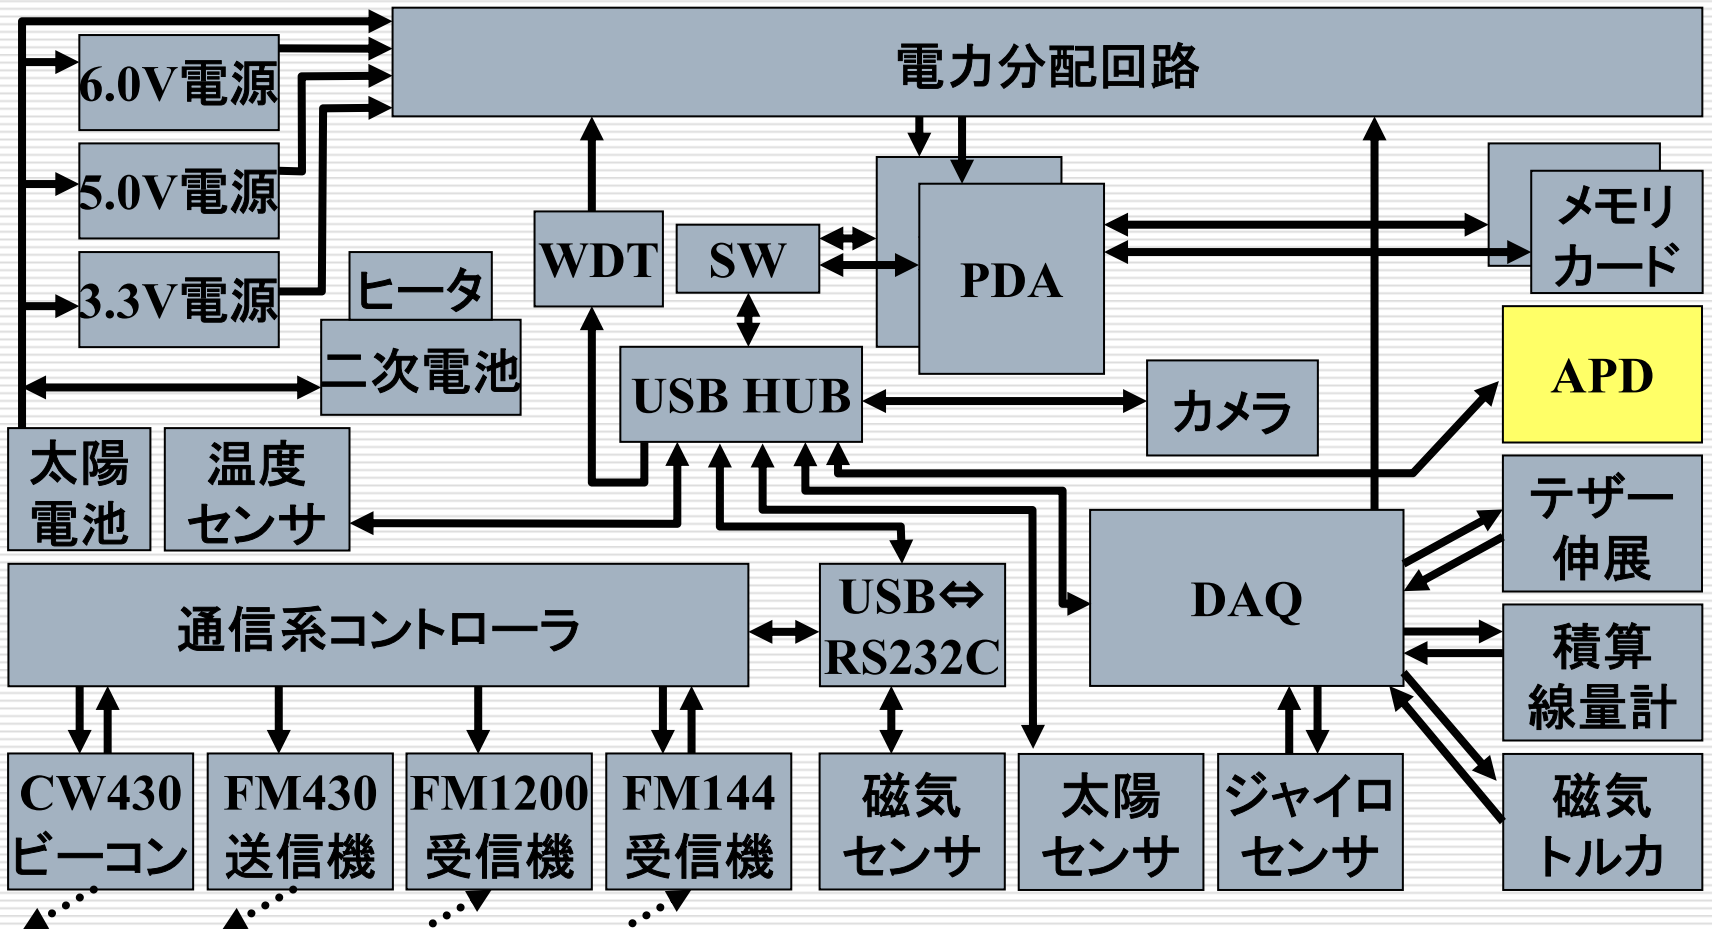 電力分配回路
6.0V電源
5.0V電源
3.3V電源
ヒータ
二次電池
WDT
SW
PDA
メモリ
カード
USB HUB
カメラ
APD
太陽
電池
温度
センサ
テザー
伸展
通信系コントローラ
USB⇔
RS232C
DAQ
積算
線量計
CW430
ビーコン
FM430
送信機
FM1200
受信機
FM144
受信機
磁気
センサ
太陽
センサ
ジャイロ
センサ
磁気
トルカ